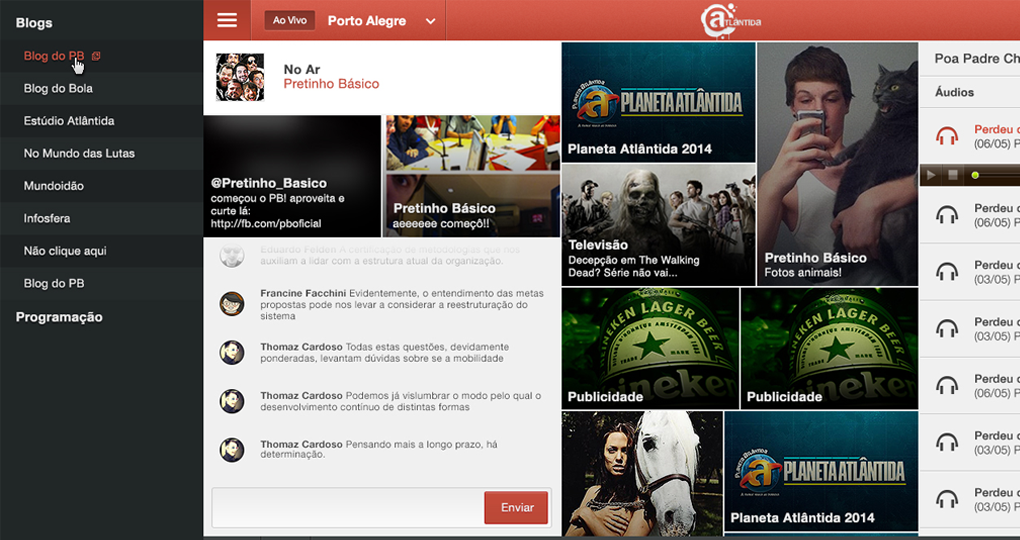 Blogs
Blog do PB
Blog do Bola
Estúdio Atlântida
No Mundo das Lutas
Mundoidão
Infosfera
Não clique aqui
Blog do PB
Programação
Ao Vivo
Porto Alegre
ATLÂNTIDA
No Ar
Pretinho Básico
@Pretinho_Basico
começou o PB! aproveita e
curte lá:
http://fb.com/pboficial
Pretinho Básico
aeeeeee começô!!
Eduardo Felden A certificação de metodologias que nos
auxiliam a lidar com a estrutura atual da organização.
Francine Facchini Evidentemente, o entendimento das metas
propostas pode nos levar a considerar a reestruturação do
sistema
Thomaz Cardoso Todas estas questões, devidamente
ponderadas, levantam dúvidas sobre se a mobilidade
Thomaz Cardoso Podemos já vislumbrar o modo pelo qual o
desenvolvimento contínuo de distintas formas
Thomaz Cardoso Pensando mais a longo prazo, há
determinação.
Enviar
PLANETA ATLÂNTIDA
Planeta Atlântida 2014
Televisão
Decepção em The Walking
Dead? Série não vai...
Pretinho Básico
Fotos animais!
HEINEKEN LAGER BEER
TRADE MARK
Heineken
Publicidade
HEINEKEN LAGER BEER
TRADE MARK
Heineken
Publicidade
PLANETA ATLÂNTIDA
Planeta Atlântida 2014
Poa Padre Ch
Áudios
Perdeu
(06/05) P
Perdeu
(06/05) P
Perdeu
(03/05) P
Perdeu
(03/05) P
Perdeu
(06/05) P
Perdeu
(03/05) P
Perdeu
(03/05) P